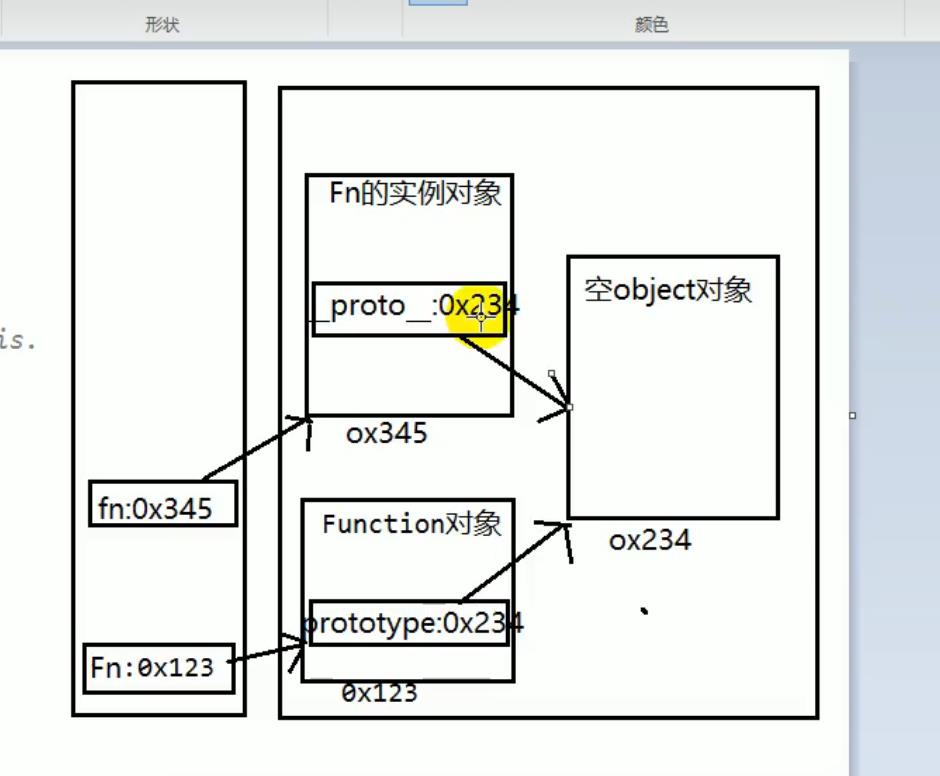 形状
颜色
is.
Fn的实例对象
__proto__:0x234
ox345
空object对象
ox234
fn:0x345
Function对象
prototype:0x234
Fn:0x123
0x123